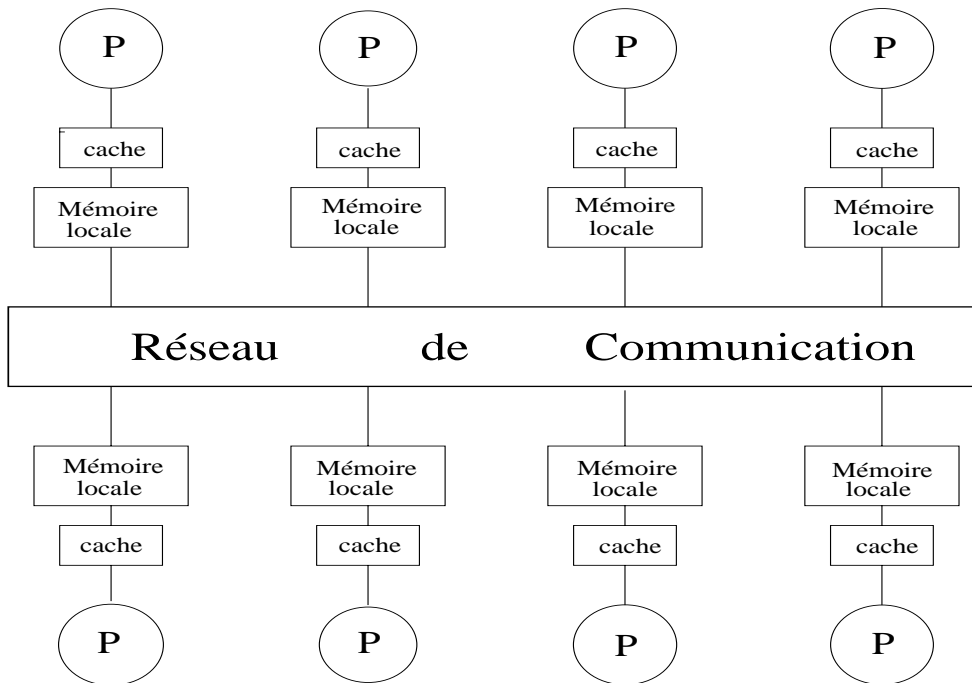 P P P P
cache cache cache cache
Mémoire Mémoire Mémoire Mémoire
locale locale locale locale
Réseau de Communication
Mémoire Mémoire Mémoire Mémoire
locale locale locale locale
cache cache cache cache
P P P P